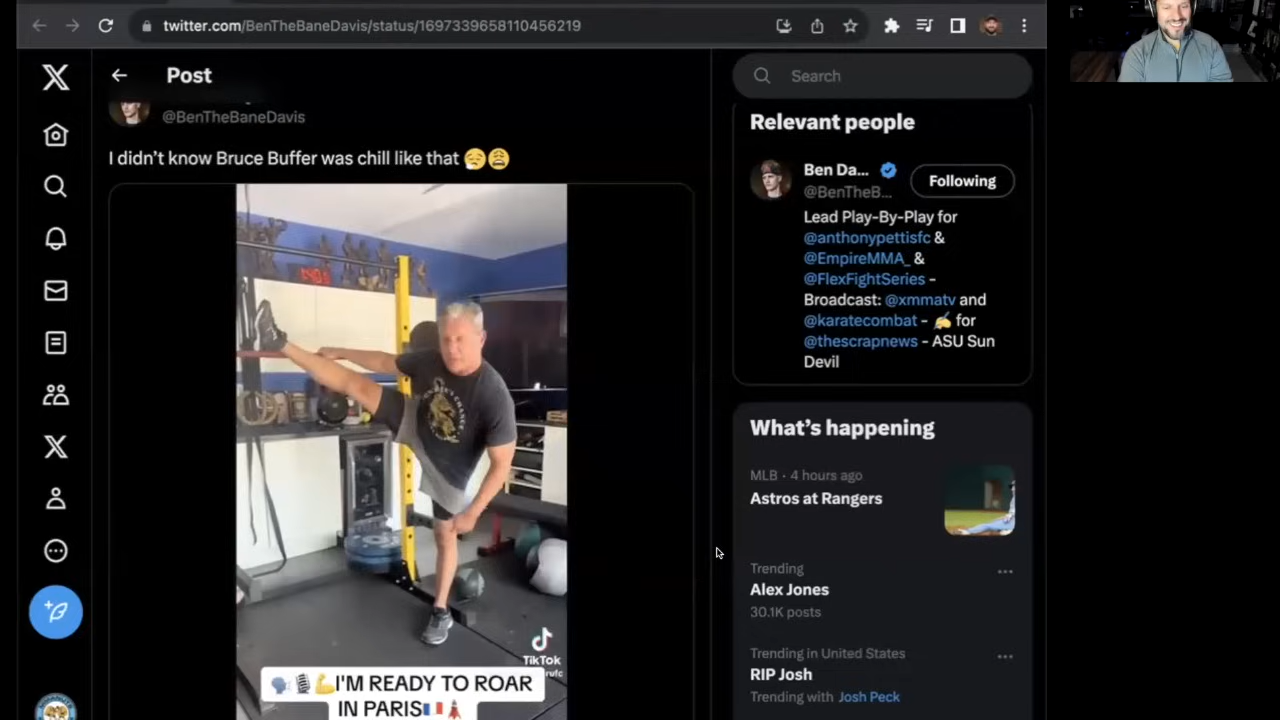 twitter.com/BenTheBaneDavis/status/1697339658110456219
Post
@BenTheBaneDavis
I didn't know Bruce Buffer was chill like that 😮‍💨😩
TikTok
🗣️🎙️💪I'M READY TO ROAR
IN PARIS🇫🇷🗼
Search
Relevant people
Ben Da...
@BenTheB...
Following
Lead Play-By-Play for
@anthonypettisfc &
@EmpireMMA_ &
@FlexFightSeries -
Broadcast: @xmmatv and
@karatecombat - ✍️ for
@thescrapnews - ASU Sun
Devil
What's happening
MLB · 4 hours ago
Astros at Rangers
Trending
Alex Jones
30.1K posts
Trending in United States
RIP Josh
Trending with Josh Peck